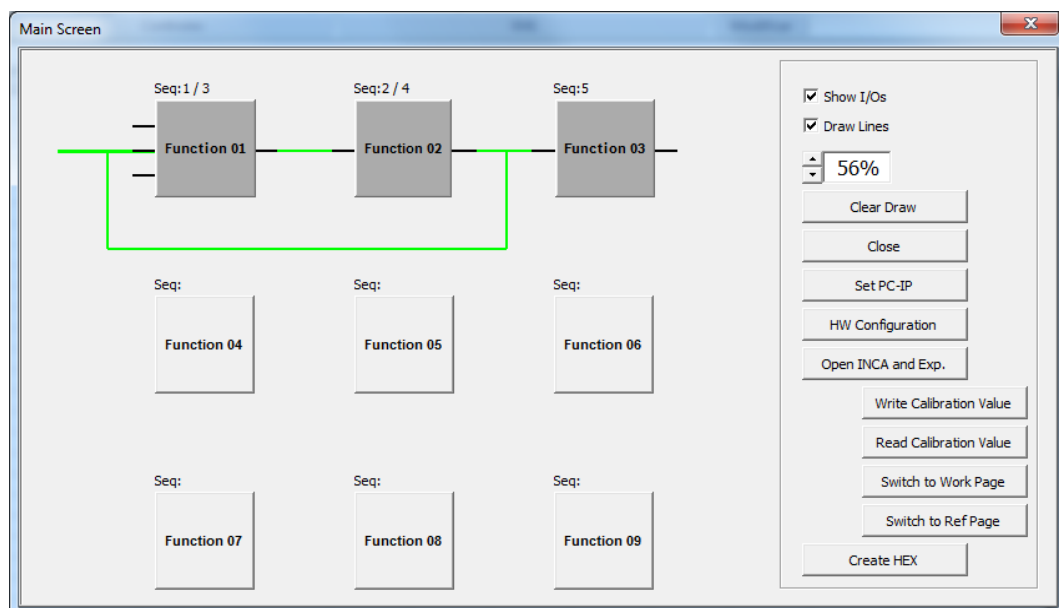 Main Screen
Seq:1 / 3
Seq:2 / 4
Seq:5
Function 01
Function 02
Function 03
Seq:
Seq:
Seq:
Function 04
Function 05
Function 06
Seq:
Seq:
Seq:
Function 07
Function 08
Function 09
Show I/Os
Draw Lines
56%
Clear Draw
Close
Set PC-IP
HW Configuration
Open INCA and Exp.
Write Calibration Value
Read Calibration Value
Switch to Work Page
Switch to Ref Page
Create HEX